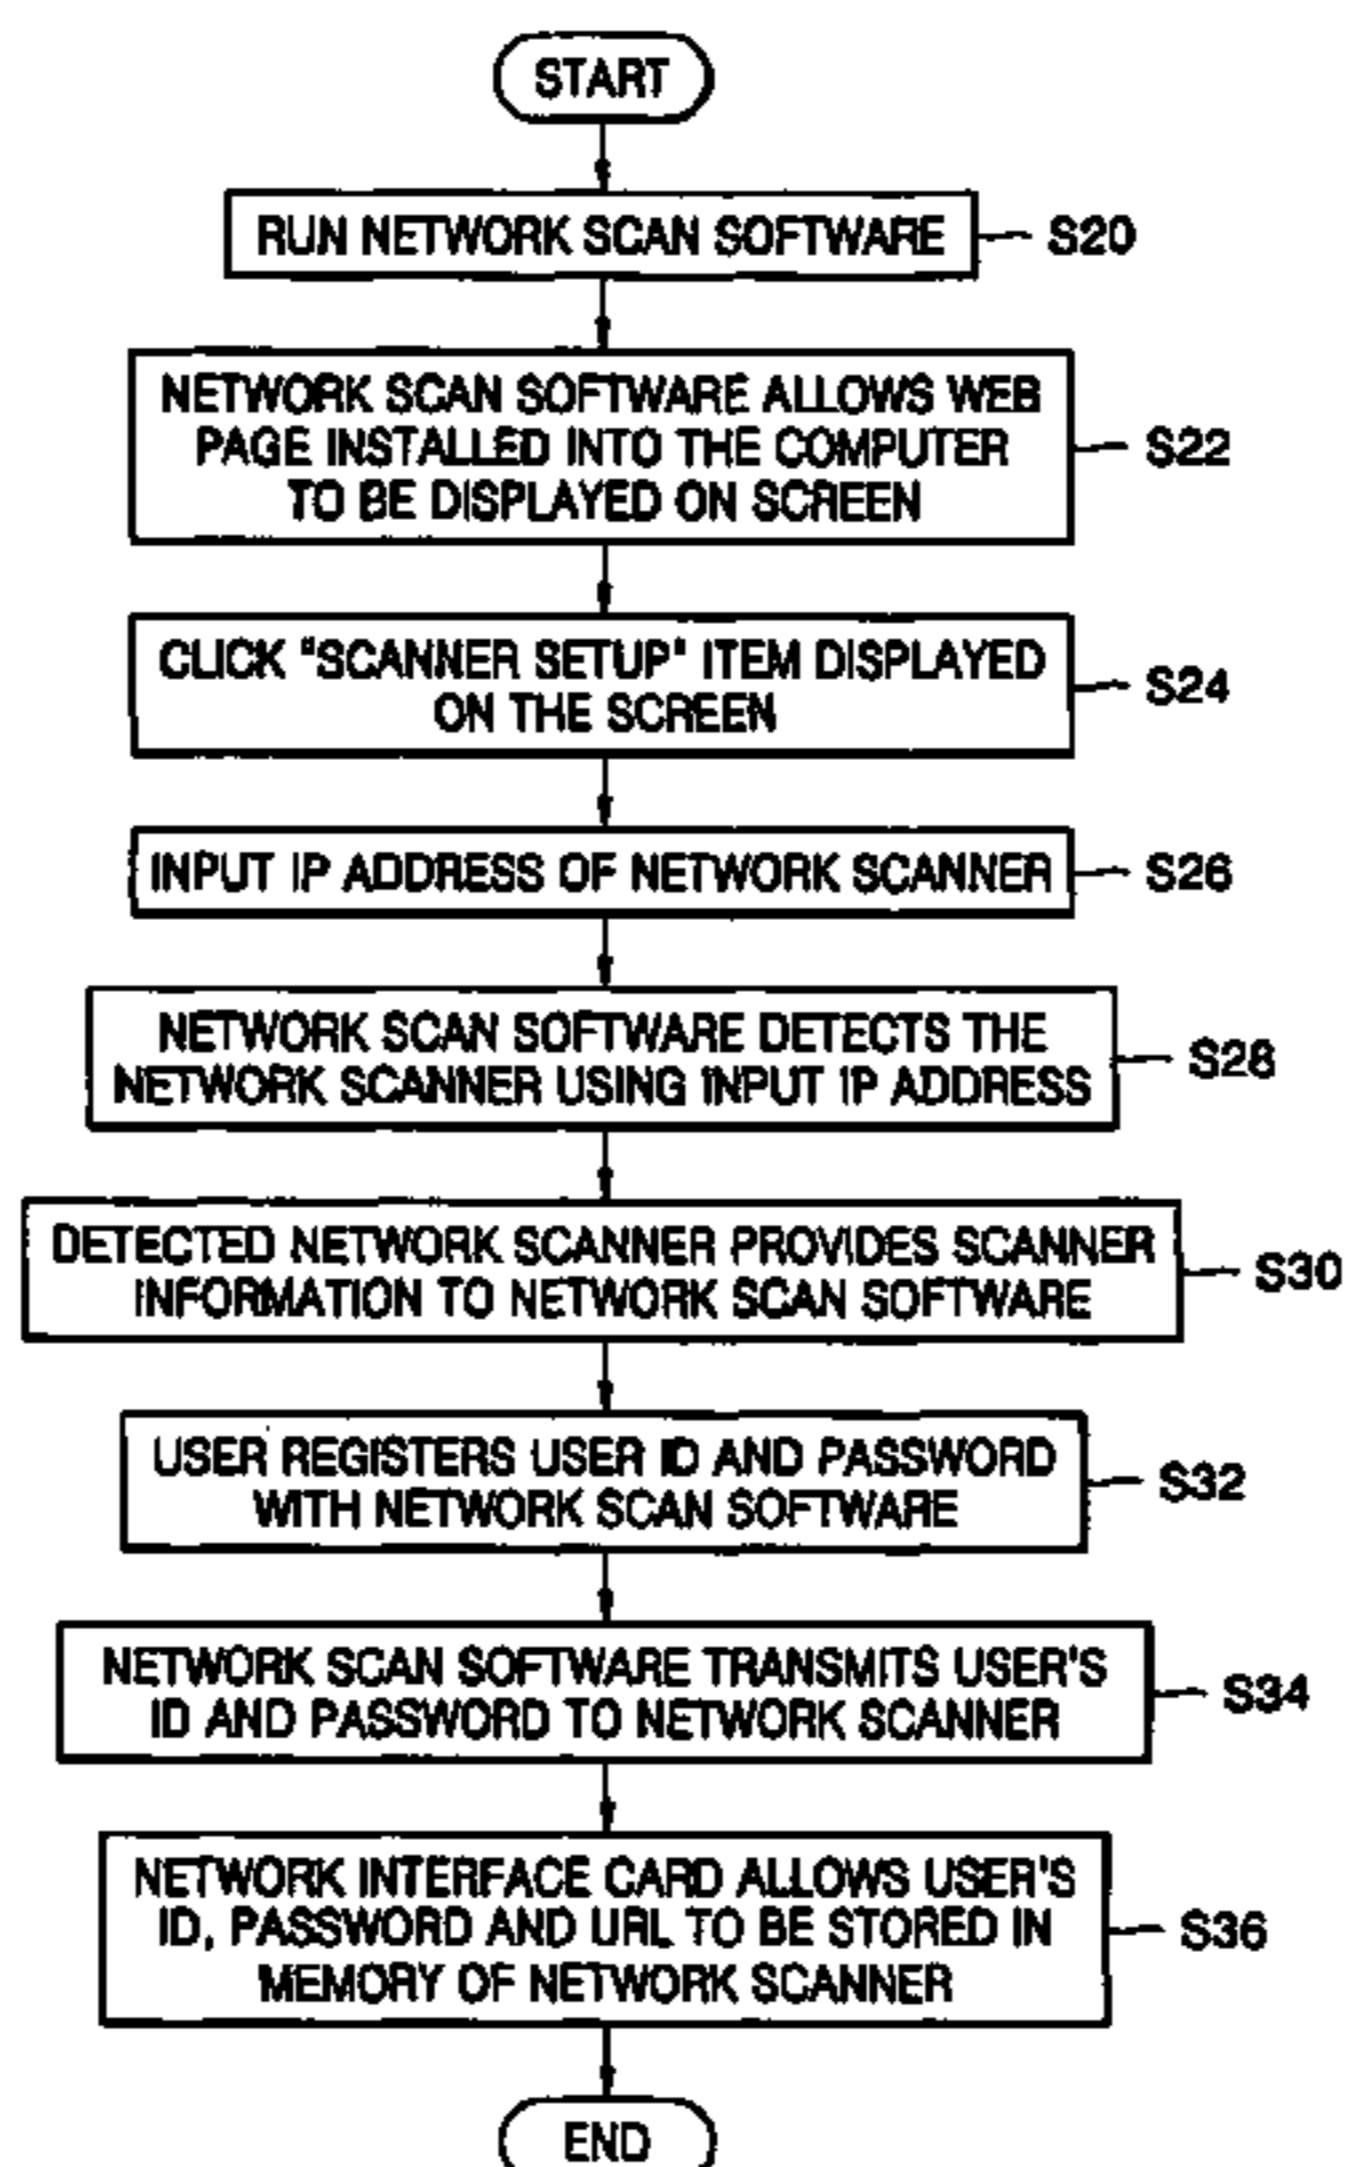 START
RUN NETWORK SCAN SOFTWARE
S20
NETWORK SCAN SOFTWARE ALLOWS WEB
PAGE INSTALLED INTO THE COMPUTER
TO BE DISPLAYED ON SCREEN
S22
CLICK "SCANNER SETUP" ITEM DISPLAYED
ON THE SCREEN
S24
INPUT IP ADDRESS OF NETWORK SCANNER
S26
NETWORK SCAN SOFTWARE DETECTS THE
NETWORK SCANNER USING INPUT IP ADDRESS
S28
DETECTED NETWORK SCANNER PROVIDES SCANNER
INFORMATION TO NETWORK SCAN SOFTWARE
S30
USER REGISTERS USER ID AND PASSWORD
WITH NETWORK SCAN SOFTWARE
S32
NETWORK SCAN SOFTWARE TRANSMITS USER'S
ID AND PASSWORD TO NETWORK SCANNER
S34
NETWORK INTERFACE CARD ALLOWS USER'S
ID, PASSWORD AND URL TO BE STORED IN
MEMORY OF NETWORK SCANNER
S36
END